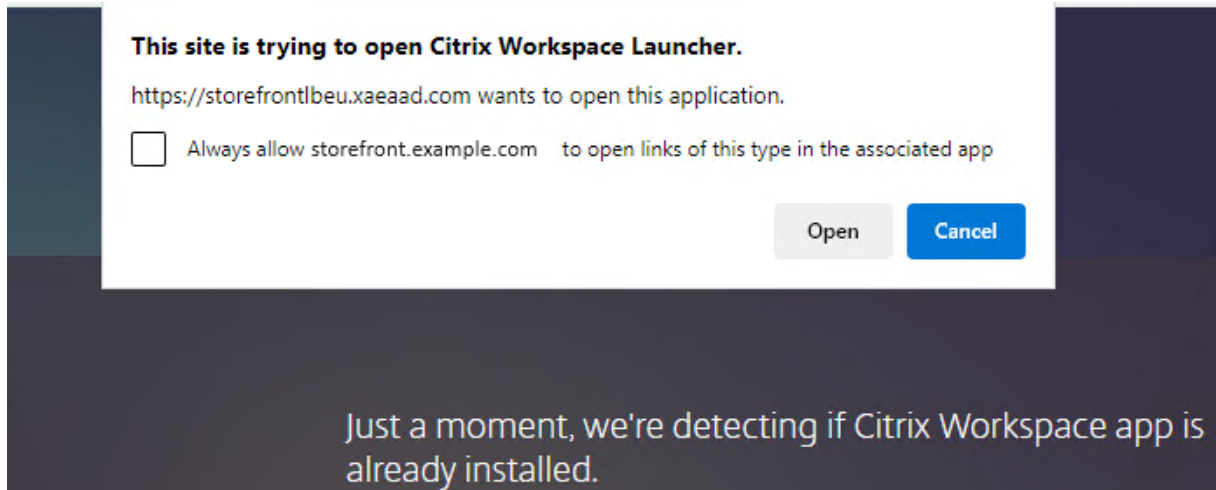 This site is trying to open Citrix Workspace Launcher.
https://storefrontlbeu.xaeaad.com wants to open this application.
Always allow storefront.example.com to open links of this type in the associated app
Open Cancel
Just a moment, we're detecting if Citrix Workspace app is
already installed.